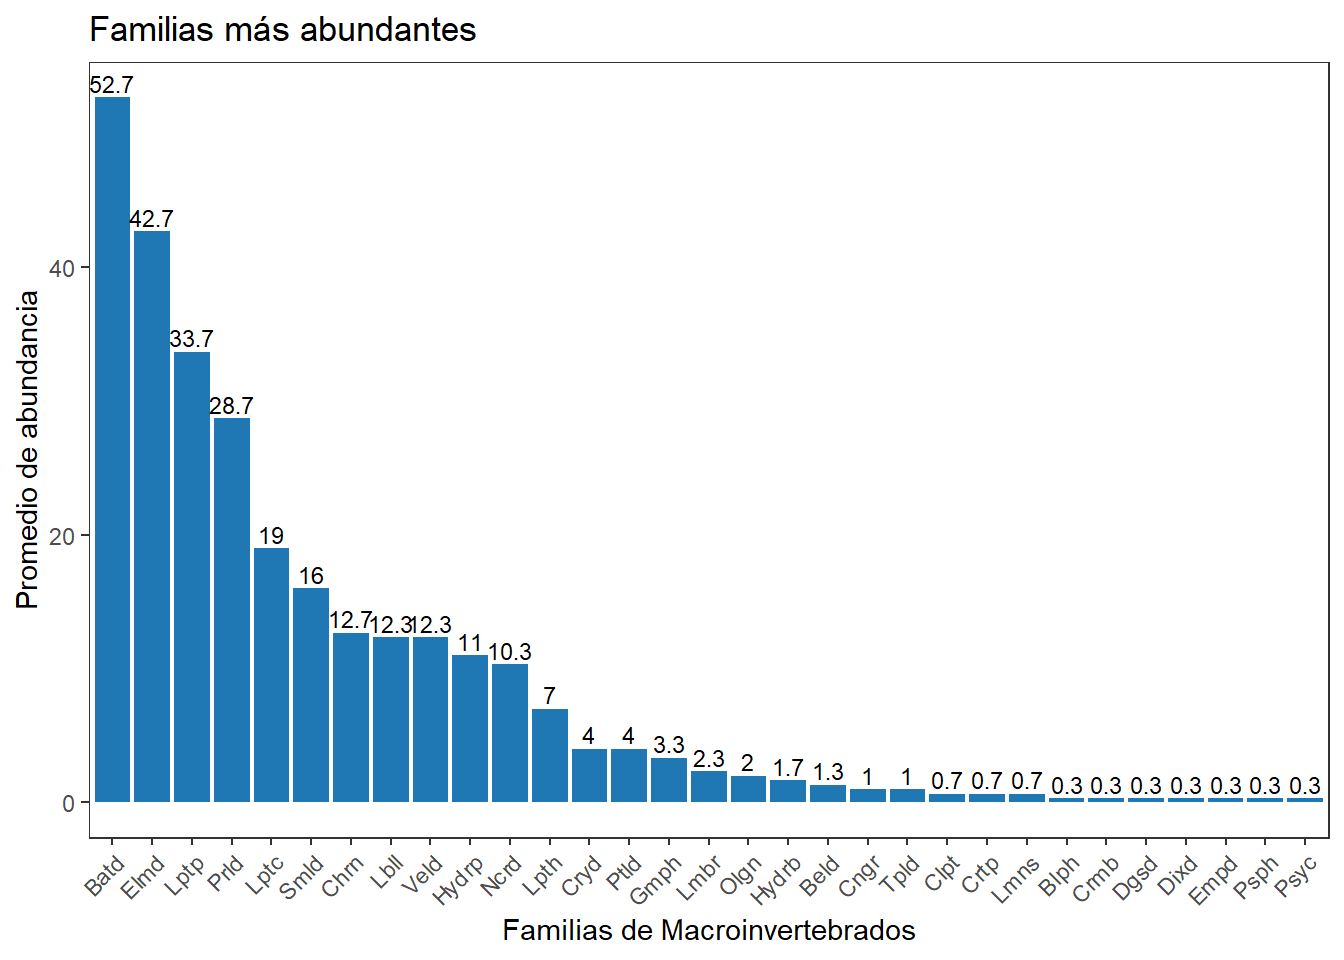 Familias más abundantes
52.7
42.7
33.7
28.7
19
16
12.7
12.3
12.3
11
10.3
7
4
4
3.3
2.3
2
1.7
1.3
1
1
0.7
0.7
0.7
0.3
0.3
0.3
0.3
0.3
0.3
0.3
40
20
0
Promedio de abundancia
Batd
Elmd
Lptp
Prld
Lptc
Smld
Chrn
Lbll
Veld
Hydrp
Ncrd
Lpth
Cryd
Ptld
Gmph
Lmbr
Olgn
Hydrb
Beld
Cngr
Tpld
Clpt
Crtp
Lmns
Blph
Crmb
Dgsd
Dixd
Empd
Psph
Psyc
Familias de Macroinvertebrados